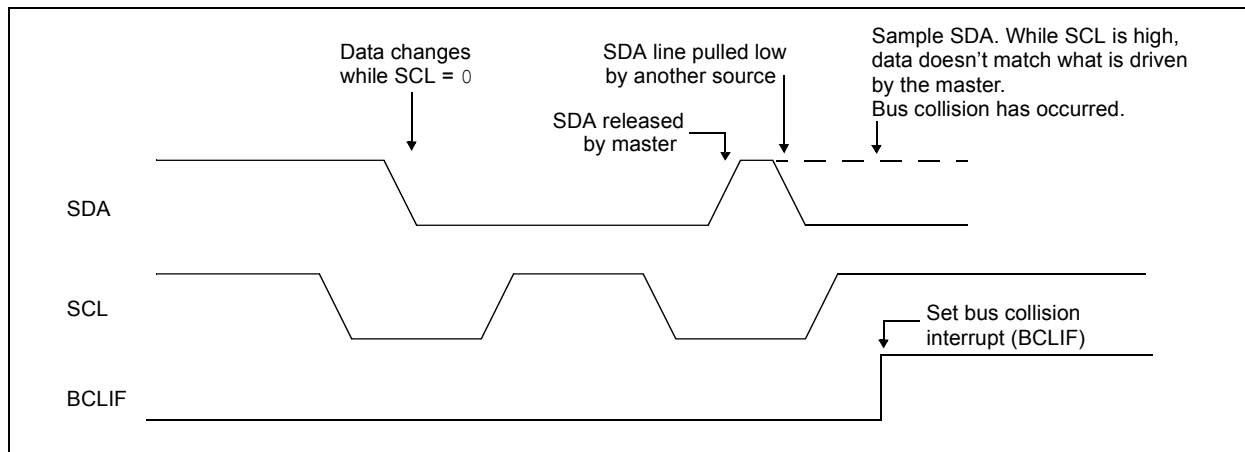 Data changes
while SCL = 0
SDA line pulled low
by another source
Sample SDA. While SCL is high,
data doesn't match what is driven
by the master.
Bus collision has occurred.
SDA released
by master
SDA
SCL
Set bus collision
interrupt (BCLIF)
BCLIF